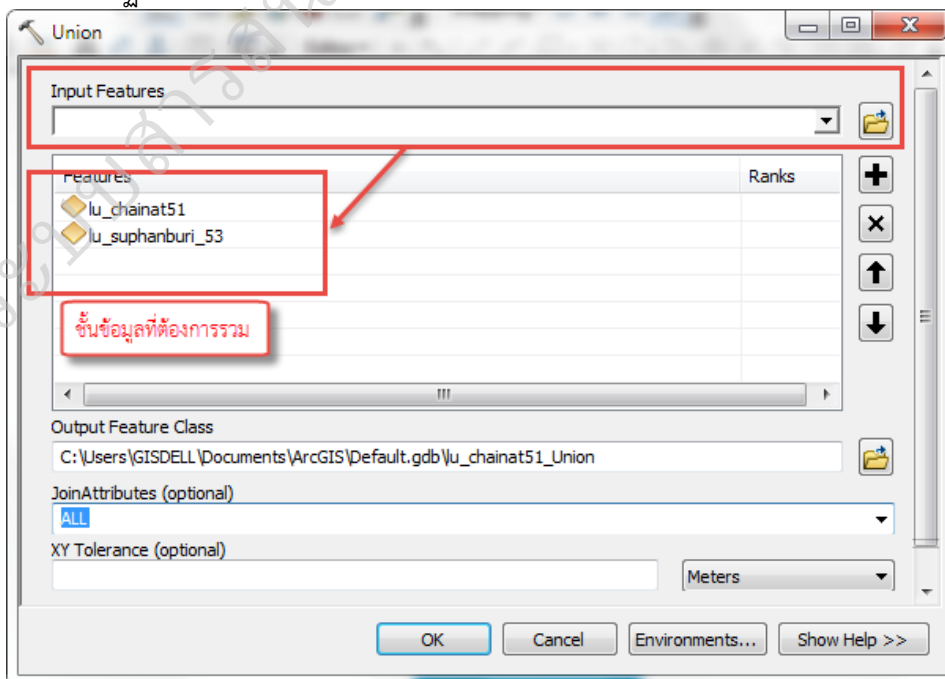 Union
Input Features
Features Ranks
lu_chainat51
lu_suphanburi_53
ชั้นข้อมูลที่ต้องการรวม
Output Feature Class
C:\Users\GISDELL\Documents\ArcGIS\Default.gdb\lu_chainat51_Union
JoinAttributes (optional)
ALL
XY Tolerance (optional)
Meters
OK Cancel Environments... Show Help >>